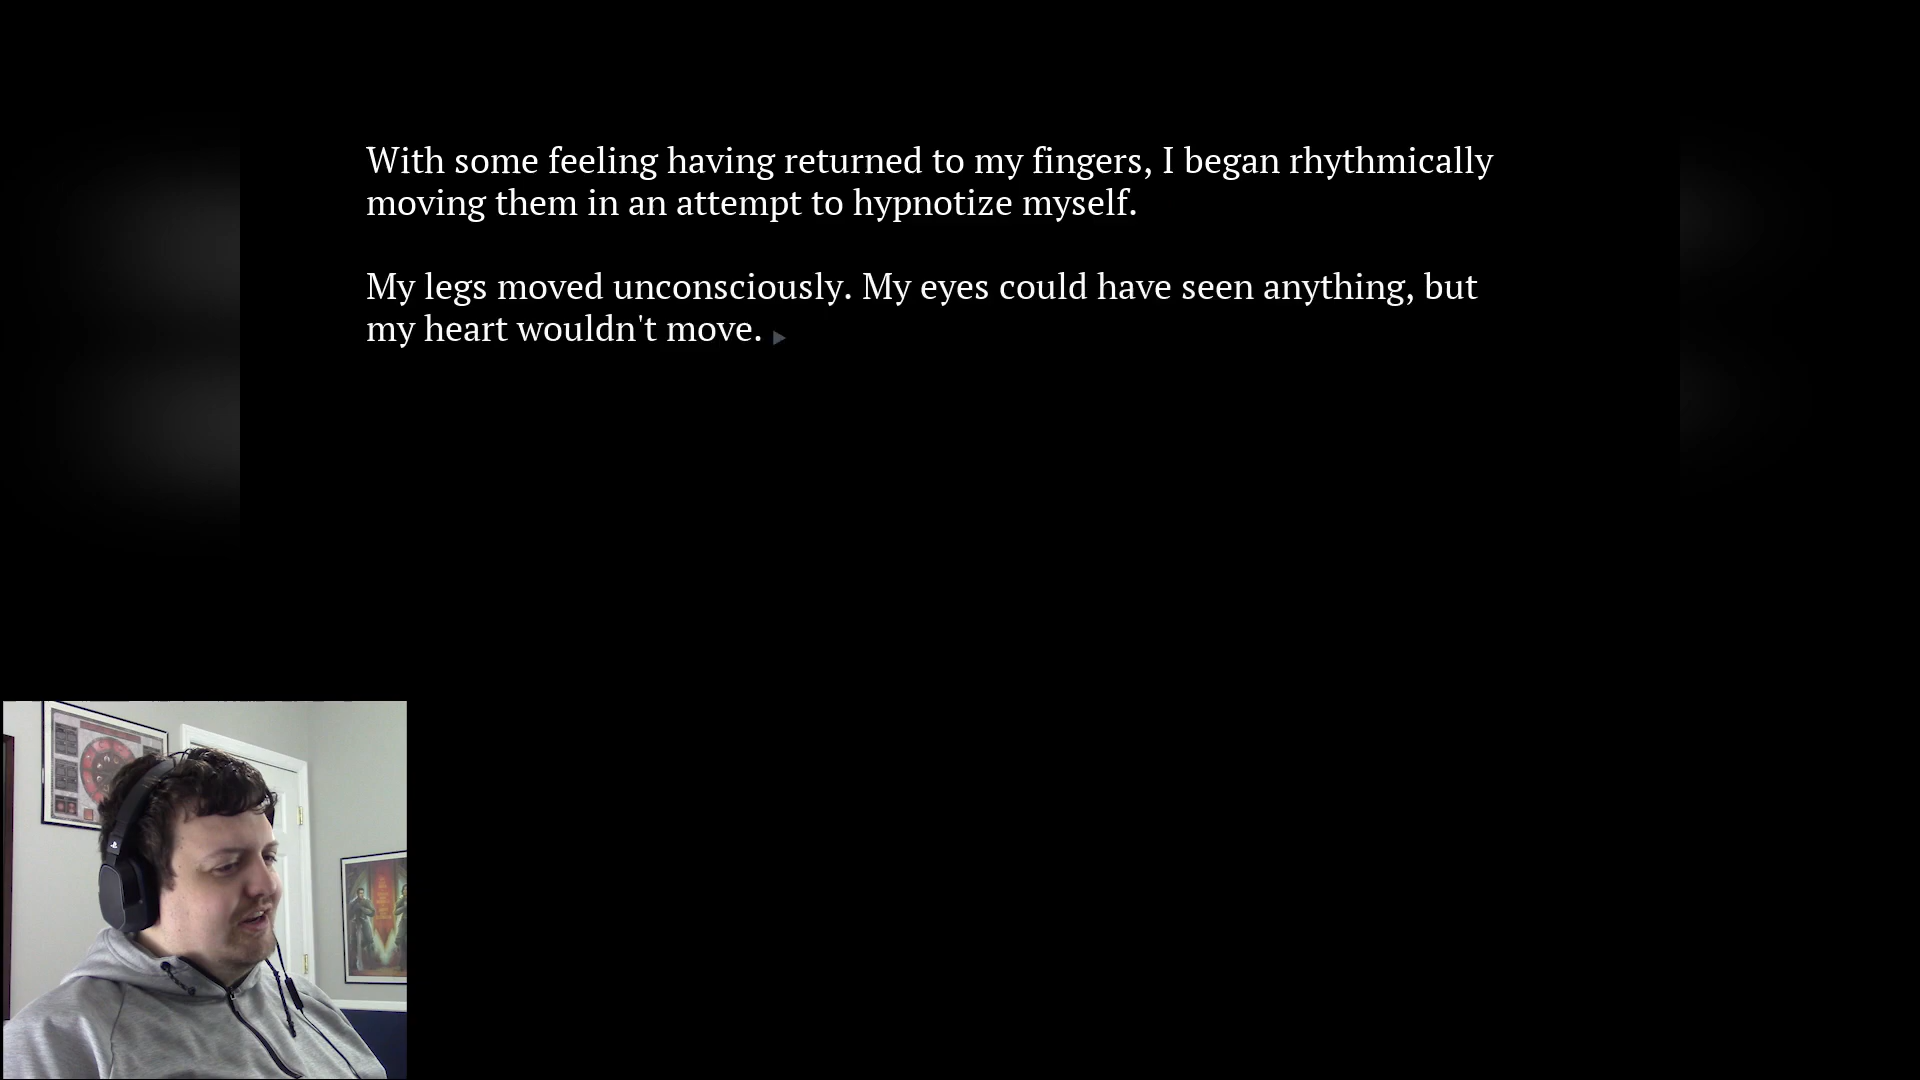 With some feeling having returned to my fingers, I began rhythmically
moving them in an attempt to hypnotize myself.
My legs moved unconsciously. My eyes could have seen anything, but
my heart wouldn't move.